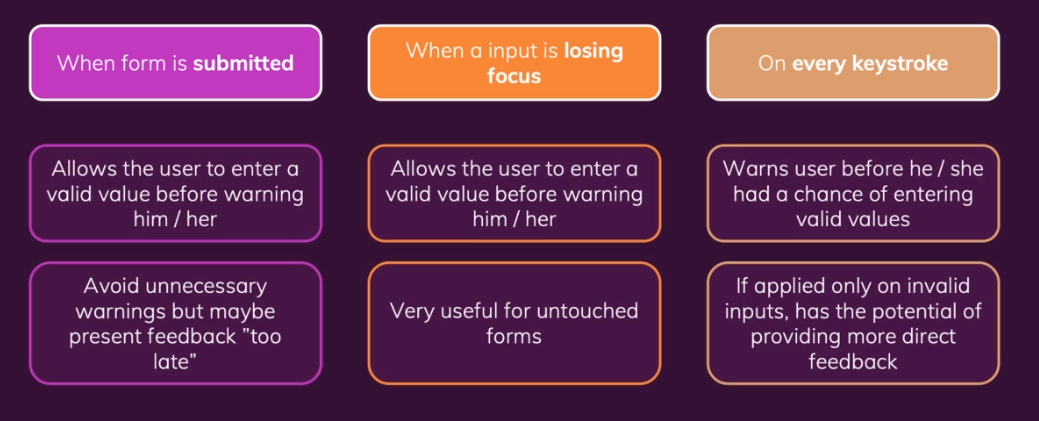 When form is submitted
When a input is losing
focus
On every keystroke
Allows the user to enter a
valid value before warning
him / her
Allows the user to enter a
valid value before warning
him / her
Warns user before he / she
had a chance of entering
valid values
Avoid unnecessary
warnings but maybe
present feedback ”too
late”
Very useful for untouched
forms
If applied only on invalid
inputs, has the potential of
providing more direct
feedback